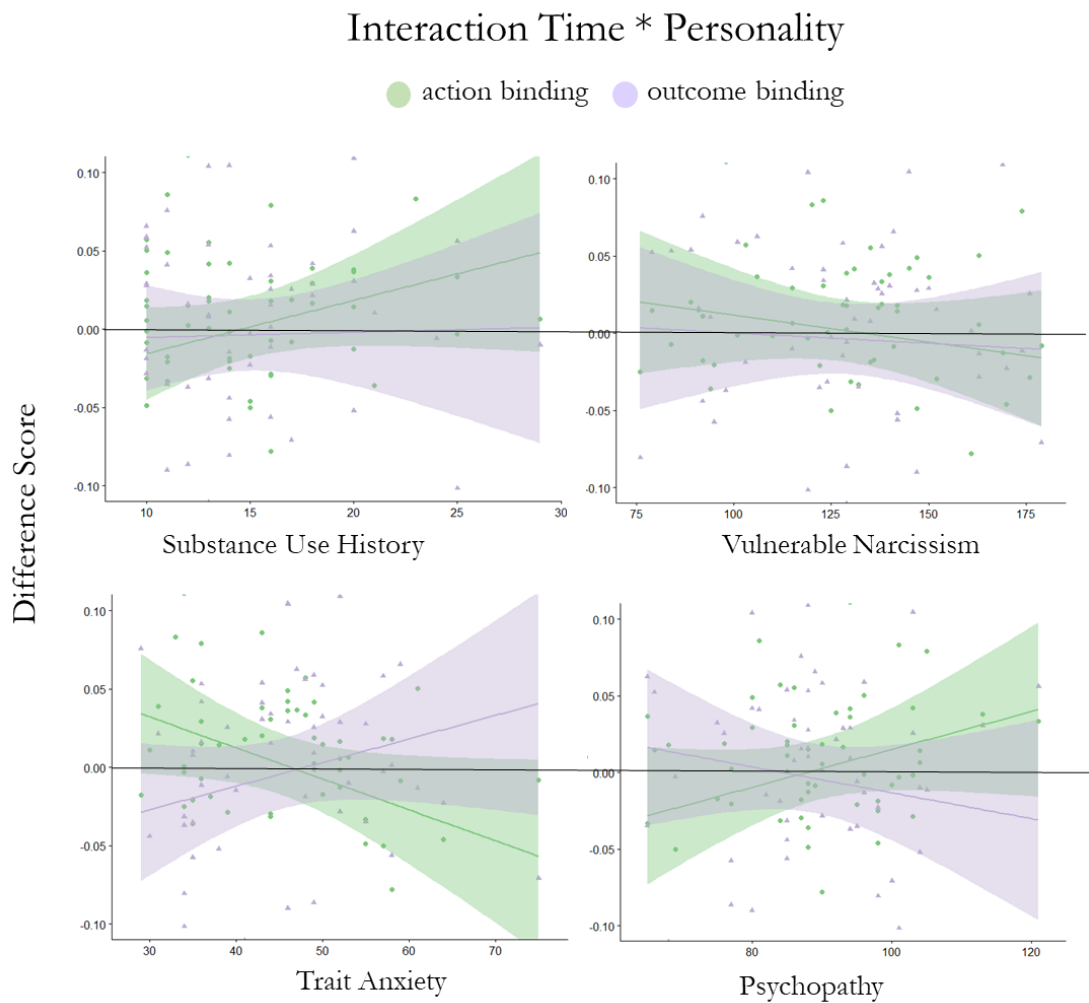 Interaction Time * Personality
action binding outcome binding
Difference Score
0.10
0.05
0.00
-0.05
-0.10
10 15 20 25 30
Substance Use History
0.10
0.05
0.00
-0.05
-0.10
75 100 125 150 175
Vulnerable Narcissism
0.10
0.05
0.00
-0.05
-0.10
30 40 50 60 70
Trait Anxiety
0.10
0.05
0.00
-0.05
-0.10
80 100 120
Psychopathy